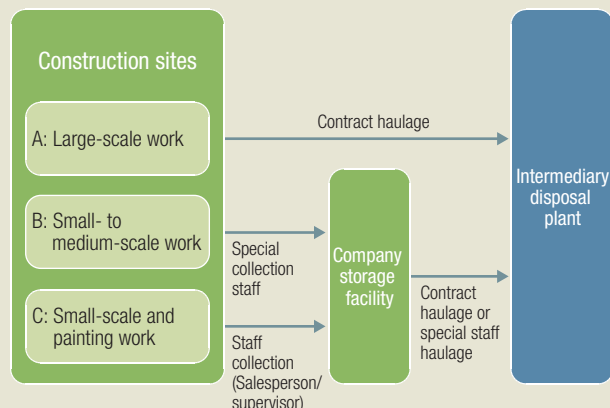 Construction sites
A: Large-scale work
B: Small- to
medium-scale work
C: Small-scale and
painting work
Contract haulage
Special
collection
staff
Staff
collection
(Salesperson/
supervisor)
Company
storage
facility
Contract
haulage or
special staff
haulage
Intermediary
disposal
plant